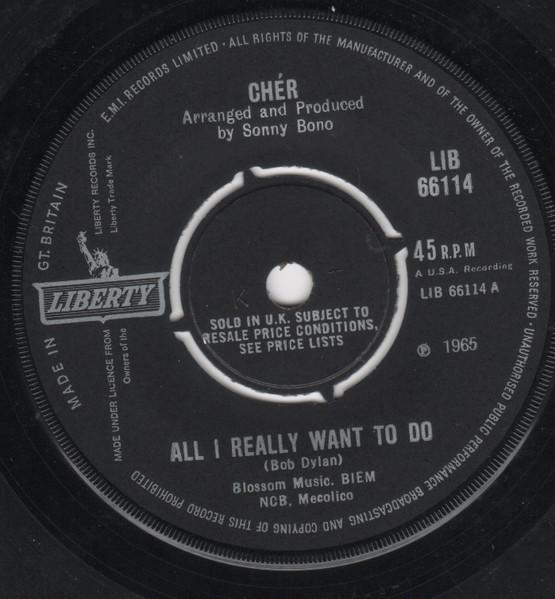 CHÉR
Arranged and Produced
by Sonny Bono
LIB
66114
45 R.P.M
A U.S.A. Recording
LIB 66114 A
℗ 1965
LIBERTY
LIBERTY RECORDS INC.
Liberty Trade Mark
MADE UNDER LICENCE FROM
Owners of the
SOLD IN U.K. SUBJECT TO
RESALE PRICE CONDITIONS,
SEE PRICE LISTS
K T
ALL I REALLY WANT TO DO
(Bob Dylan)
Blossom Music. BIEM
NCB, Mecolico
MADE IN GT. BRITAIN
E.M.I. RECORDS LIMITED · ALL RIGHTS OF THE MANUFACTURER AND OF THE OWNER OF THE RECORDED WORK RESERVED · UNAUTHORISED PUBLIC PERFORMANCE BROADCASTING AND COPYING OF THIS RECORD PROHIBITED